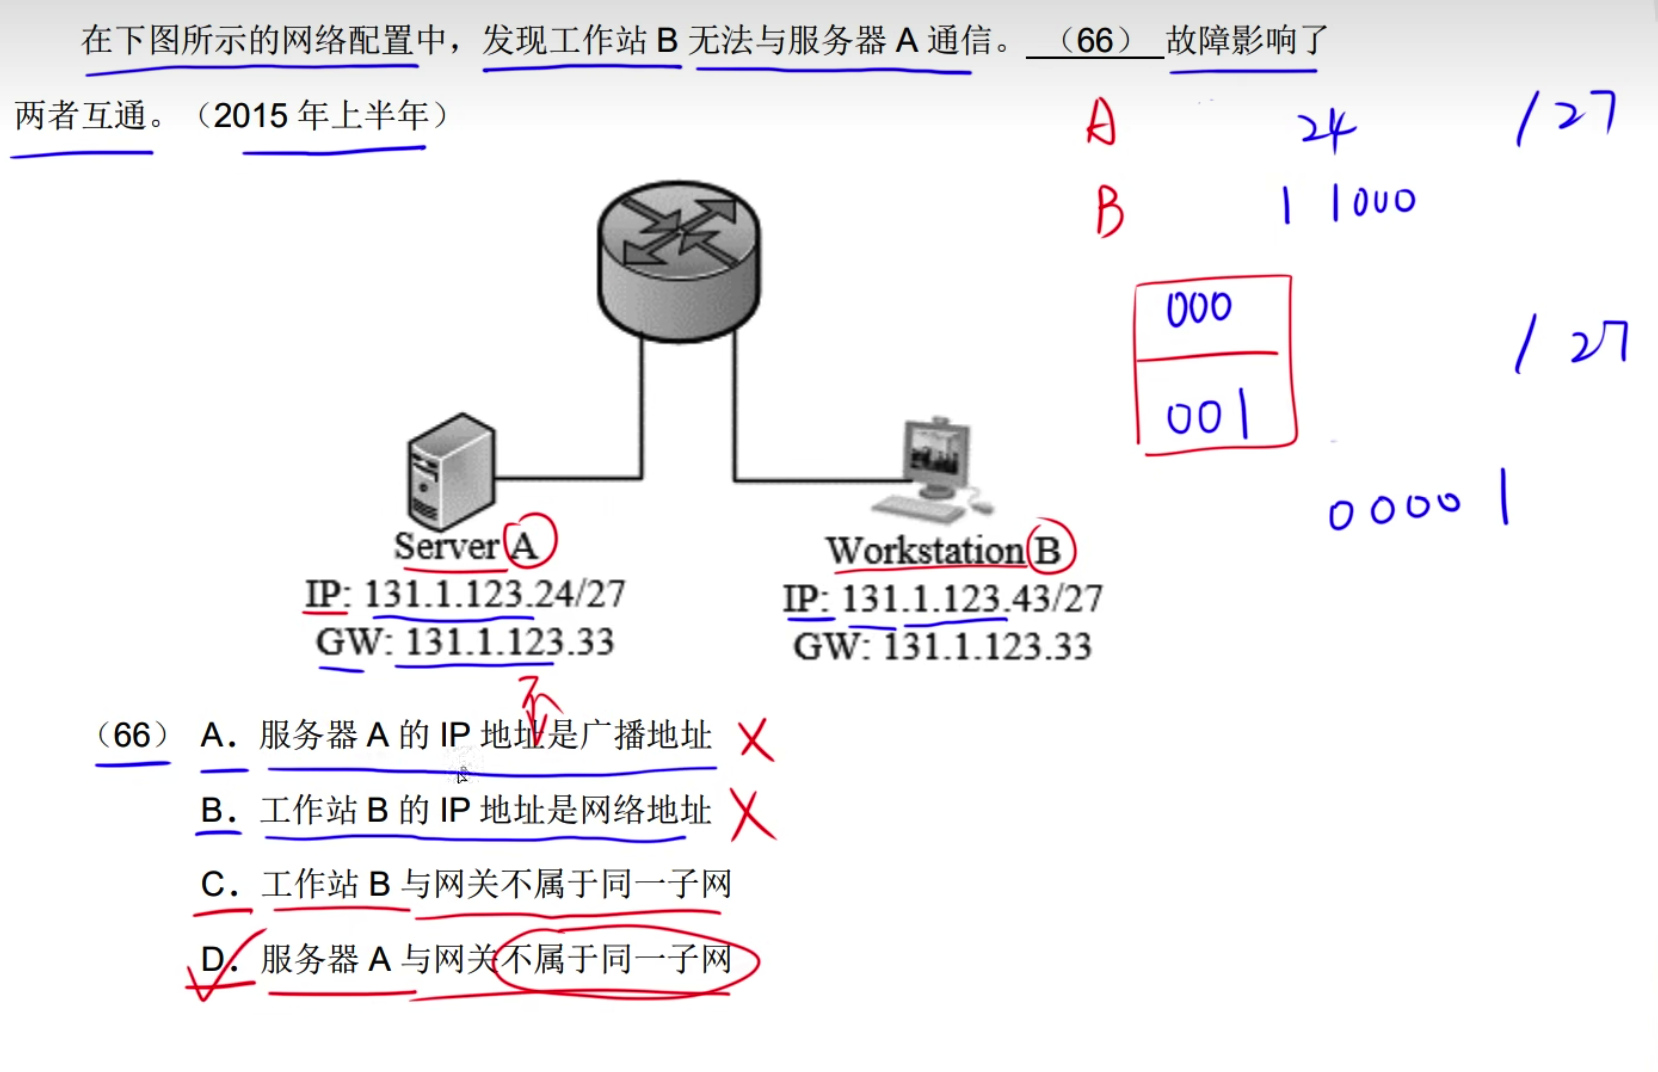 在下图所示的网络配置中，发现工作站 B 无法与服务器 A 通信。 （66） 故障影响了
两者互通。（2015 年上半年）
A 24 /27
B 1 1000
000
/27
001
00001
Server A
Workstation B
IP: 131.1.123.24/27
IP: 131.1.123.43/27
GW: 131.1.123.33
GW: 131.1.123.33
不
（66） A. 服务器 A 的 IP 地址是广播地址 X
B. 工作站 B 的 IP 地址是网络地址 X
C. 工作站 B 与网关不属于同一子网
D. 服务器 A 与网关不属于同一子网